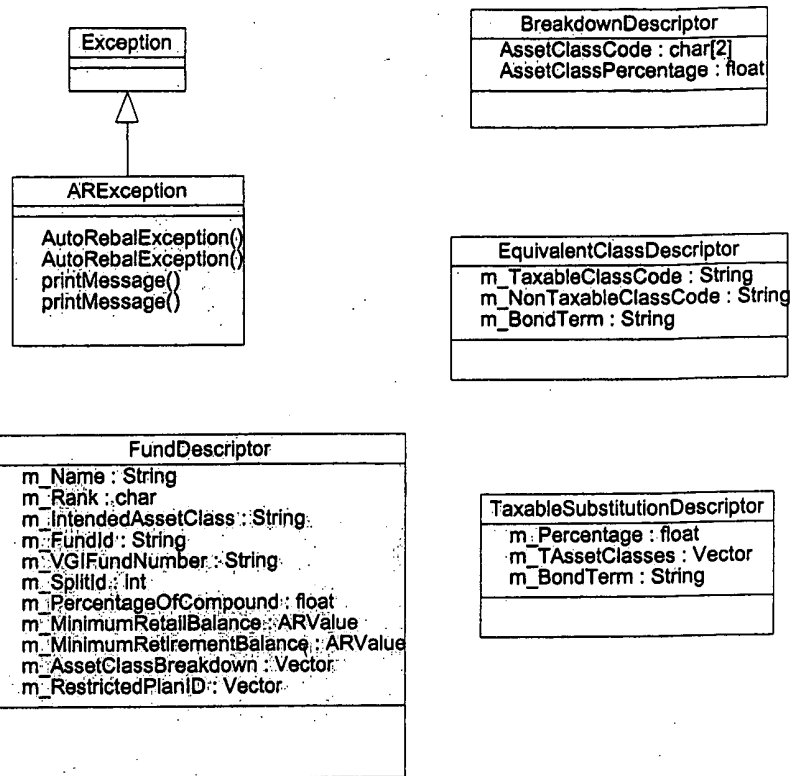 Exception
ARException
AutoRebalException()
AutoRebalException()
printMessage()
printMessage()
BreakdownDescriptor
AssetClassCode : char[2]
AssetClassPercentage : float
EquivalentClassDescriptor
m_TaxableClassCode : String
m_NonTaxableClassCode : String
m_BondTerm : String
FundDescriptor
m_Name : String
m_Rank : char
m_IntendedAssetClass : String
m_FundId : String
m_VGIFundNumber : String
m_SplitId : int
m_PercentageOfCompound : float
m_MinimumRetailBalance : ARValue
m_MinimumRetirementBalance : ARValue
m_AssetClassBreakdown : Vector
m_RestrictedPlanID : Vector
TaxableSubstitutionDescriptor
m_Percentage : float
m_TAssetClasses : Vector
m_BondTerm : String